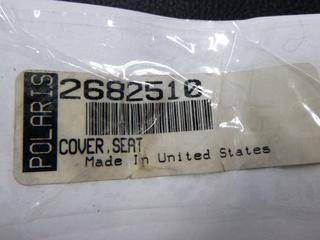 POLARIS
2682510
COVER,SEAT
Made In United States